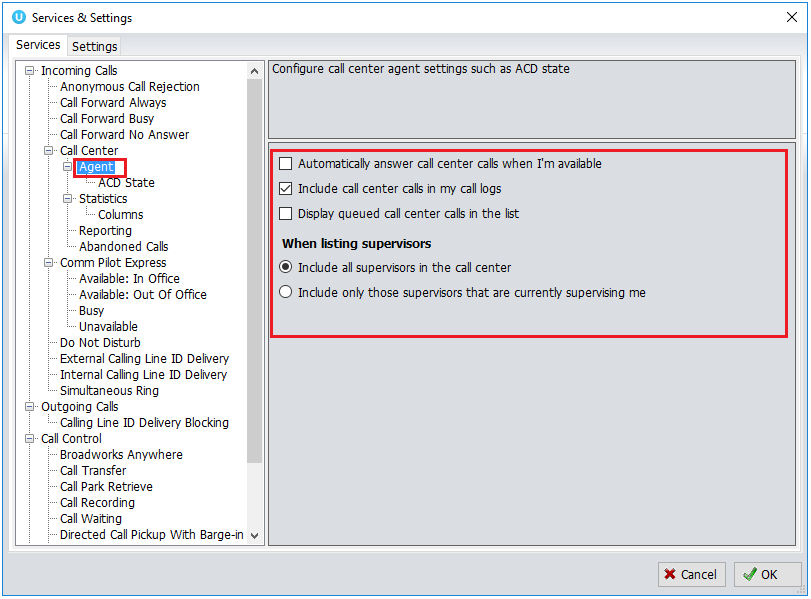 Services & Settings
Services Settings
Incoming Calls
Anonymous Call Rejection
Call Forward Always
Call Forward Busy
Call Forward No Answer
Call Center
Agent
ACD State
Statistics
Columns
Reporting
Abandoned Calls
Comm Pilot Express
Available: In Office
Available: Out Of Office
Busy
Unavailable
Do Not Disturb
External Calling Line ID Delivery
Internal Calling Line ID Delivery
Simultaneous Ring
Outgoing Calls
Calling Line ID Delivery Blocking
Call Control
Broadworks Anywhere
Call Transfer
Call Park Retrieve
Call Recording
Call Waiting
Directed Call Pickup With Barge-in
Configure call center agent settings such as ACD state
Automatically answer call center calls when I'm available
Include call center calls in my call logs
Display queued call center calls in the list
When listing supervisors
Include all supervisors in the call center
Include only those supervisors that are currently supervising me
Cancel OK